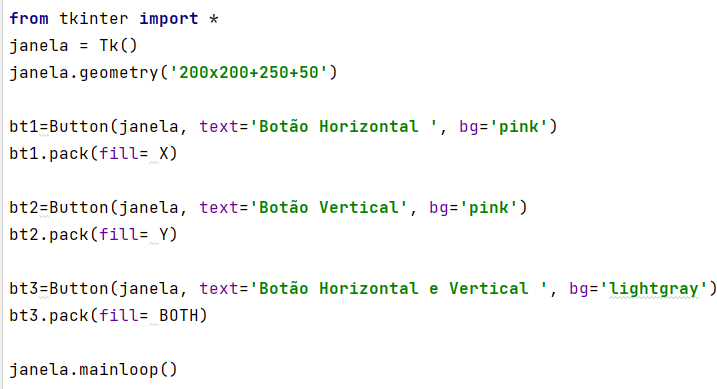 from tkinter import *
janela = Tk()
janela.geometry('200x200+250+50')
bt1=Button(janela, text='Botão Horizontal ', bg='pink')
bt1.pack(fill= X)
bt2=Button(janela, text='Botão Vertical', bg='pink')
bt2.pack(fill= Y)
bt3=Button(janela, text='Botão Horizontal e Vertical ', bg='lightgray')
bt3.pack(fill= BOTH)
janela.mainloop()